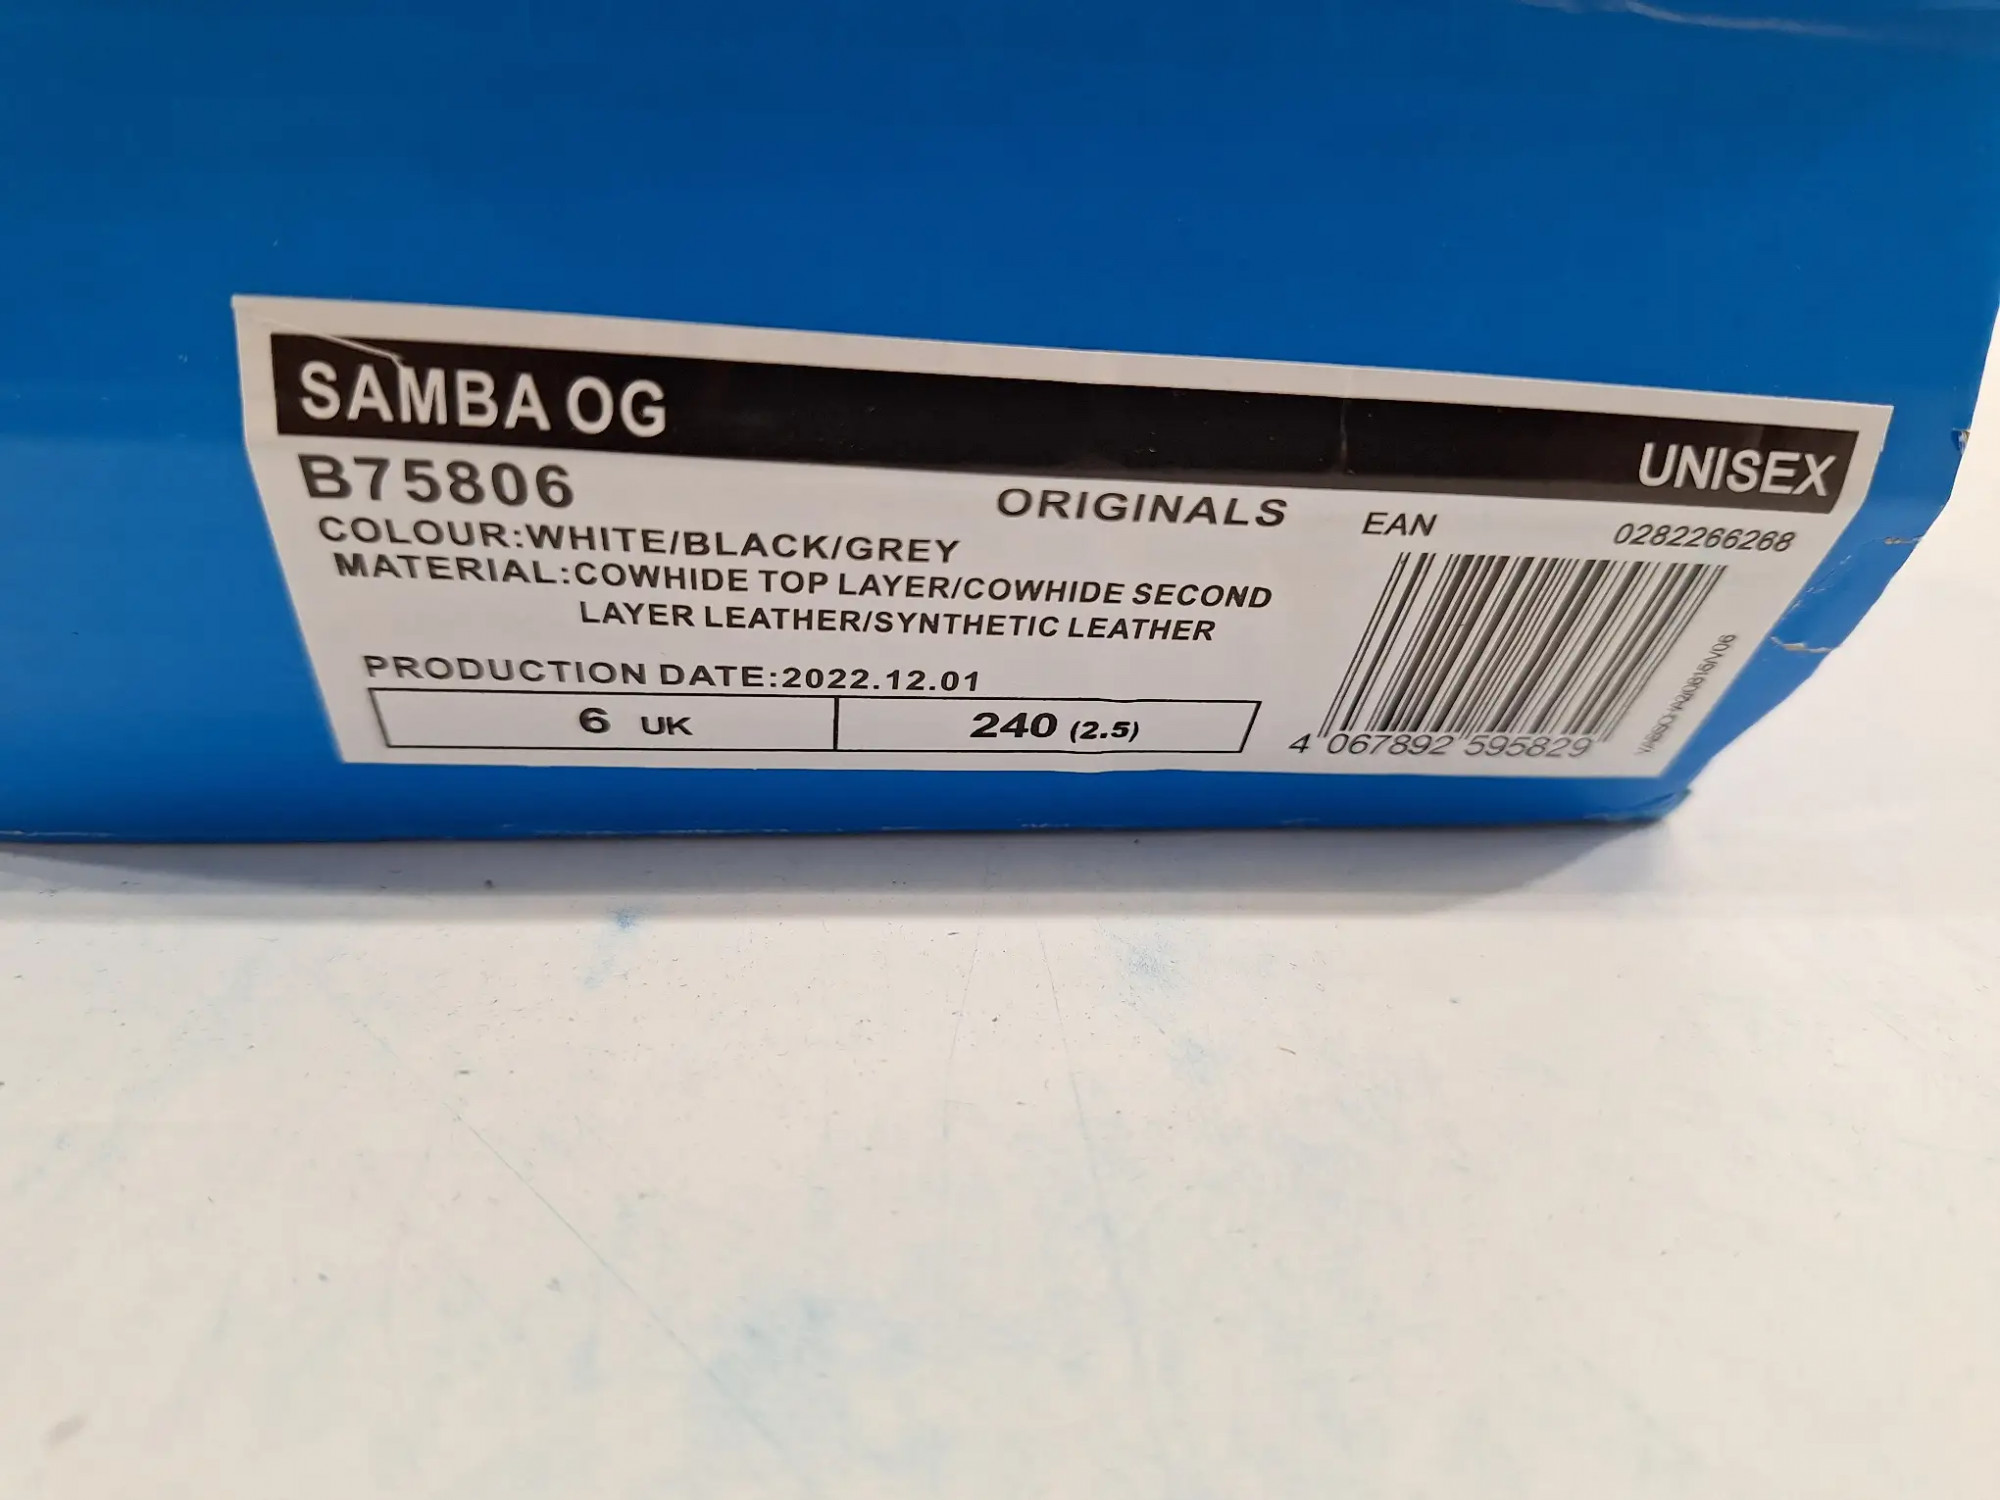 SAMBA OG
UNISEX
B75806
ORIGINALS
EAN
0282266268
COLOUR:WHITE/BLACK/GREY
MATERIAL:COWHIDE TOP LAYER/COWHIDE SECOND
LAYER LEATHER/SYNTHETIC LEATHER
PRODUCTION DATE:2022.12.01
6 UK
240 (2.5)
4 067892 595829